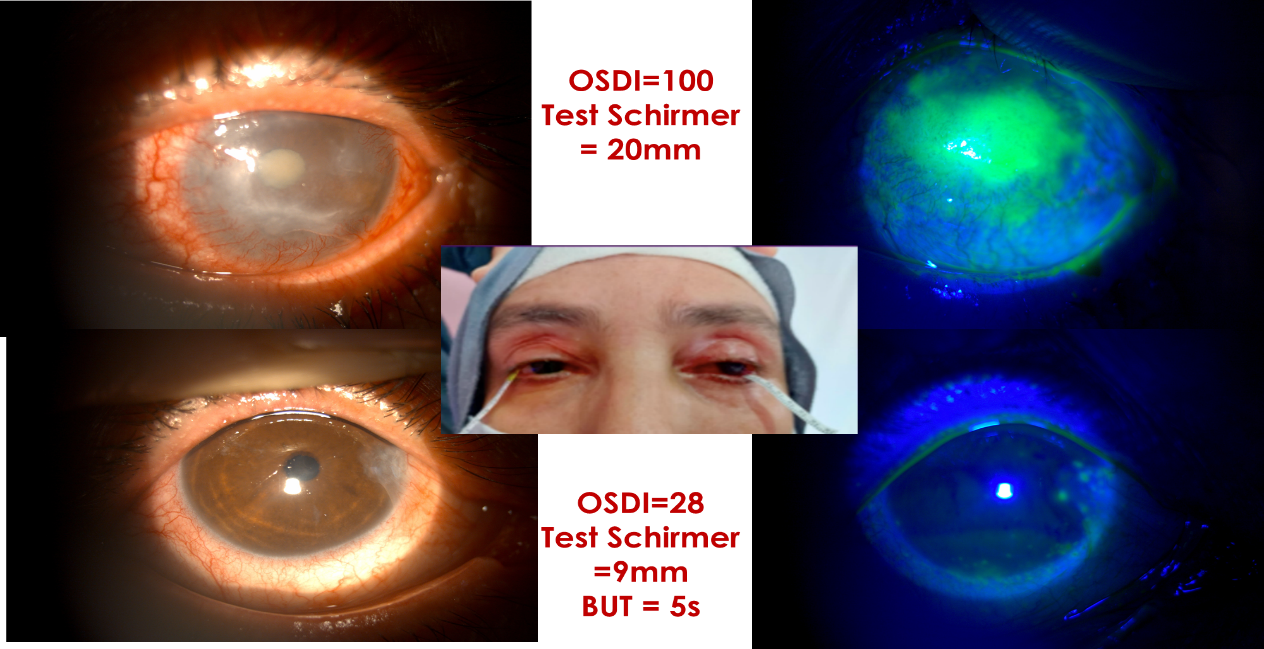 OSDI=100
Test Schirmer
= 20mm
OSDI=28
Test Schirmer
=9mm
BUT = 5s